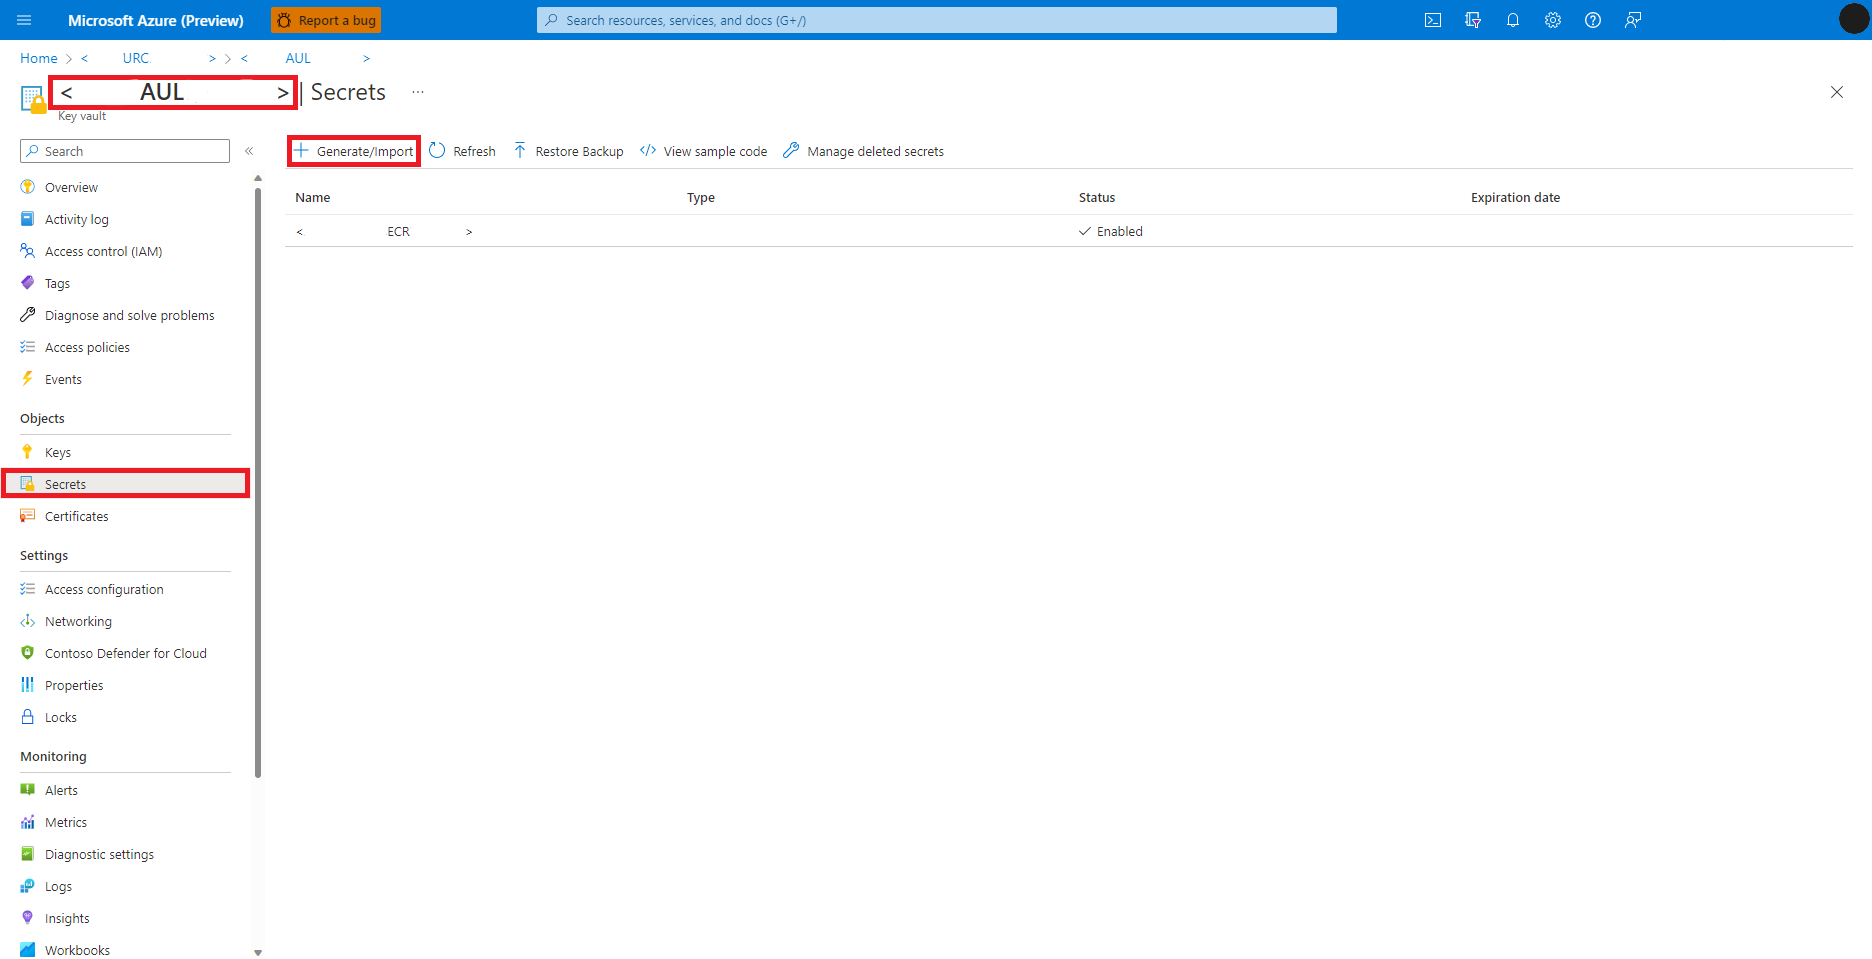 Microsoft Azure (Preview)
Report a bug
Search resources, services, and docs (G+/)
Home > < URC > > < AUL >
< AUL > | Secrets ...
Key vault
Search
«
Generate/Import
Refresh
Restore Backup
View sample code
Manage deleted secrets
Name Type Status Expiration date
< ECR > Enabled
Overview
Activity log
Access control (IAM)
Tags
Diagnose and solve problems
Access policies
Events
Objects
Keys
Secrets
Certificates
Settings
Access configuration
Networking
Contoso Defender for Cloud
Properties
Locks
Monitoring
Alerts
Metrics
Diagnostic settings
Logs
Insights
Workbooks